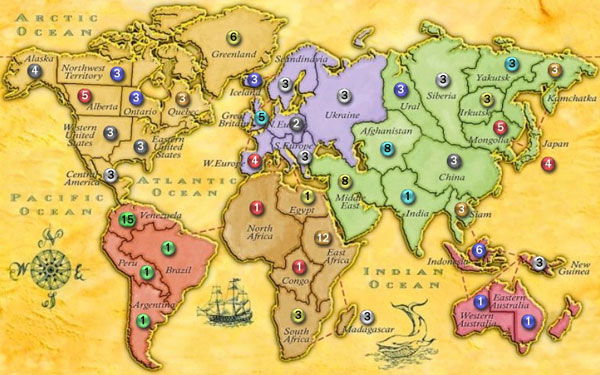 ARCTIC
OCEAN
Alaska
4
Northwest
Territory
3
6
Greenland
5
Alberta
3
Ontario
3
Quebec
Western
United
States
3
3
Eastern
United
States
Central
America
3
3
Iceland
3
Scandinavia
Great
Britain
5
2
N. Europe
W. Europe
4
S. Europe
3
3
Ukraine
3
Ural
3
Siberia
3
Yakutsk
3
Kamchatka
3
Irkutsk
5
Mongolia
Japan
4
Afghanistan
8
3
China
8
Middle
East
1
India
3
Siam
ATLANTIC
OCEAN
PACIFIC
OCEAN
N
W
E
S
15
Venezuela
1
Brazil
Peru
1
Argentina
1
1
North
Africa
1
Egypt
12
East
Africa
1
Congo
3
South
Africa
3
Madagascar
INDIAN
OCEAN
6
Indonesia
3
New
Guinea
1
Western
Australia
Eastern
Australia
1